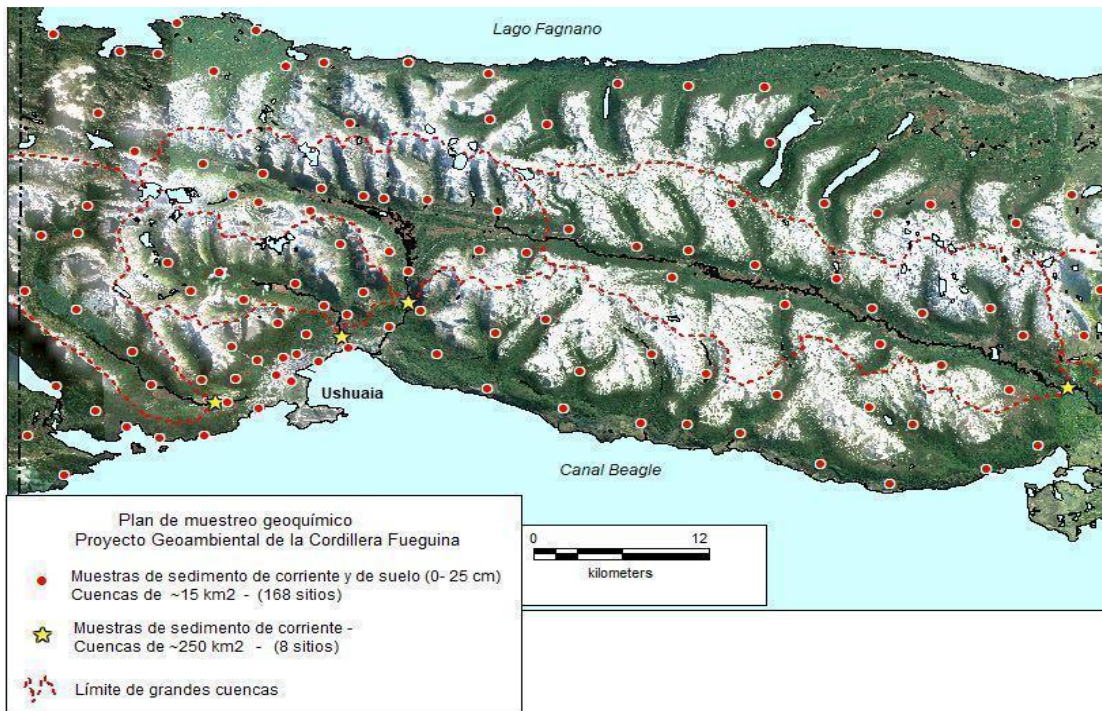 Lago Fagnano
Ushuaia
Canal Beagle
Plan de muestreo geoquímico
Proyecto Geoambiental de la Cordillera Fueguina
Muestras de sedimento de corriente y de suelo (0- 25 cm)
Cuencas de ~15 km2 - (168 sitios)
Muestras de sedimento de corriente -
Cuencas de ~250 km2 - (8 sitios)
Límite de grandes cuencas
0 12
kilometers